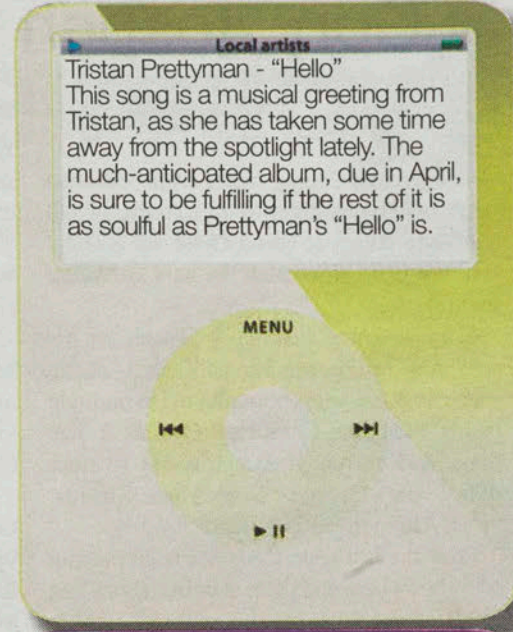 Local artists
Tristan Prettyman - “Hello”
This song is a musical greeting from
Tristan, as she has taken some time
away from the spotlight lately. The
much-anticipated album, due in April,
is sure to be fulfilling if the rest of it is
as soulful as Prettyman’s “Hello” is.
MENU